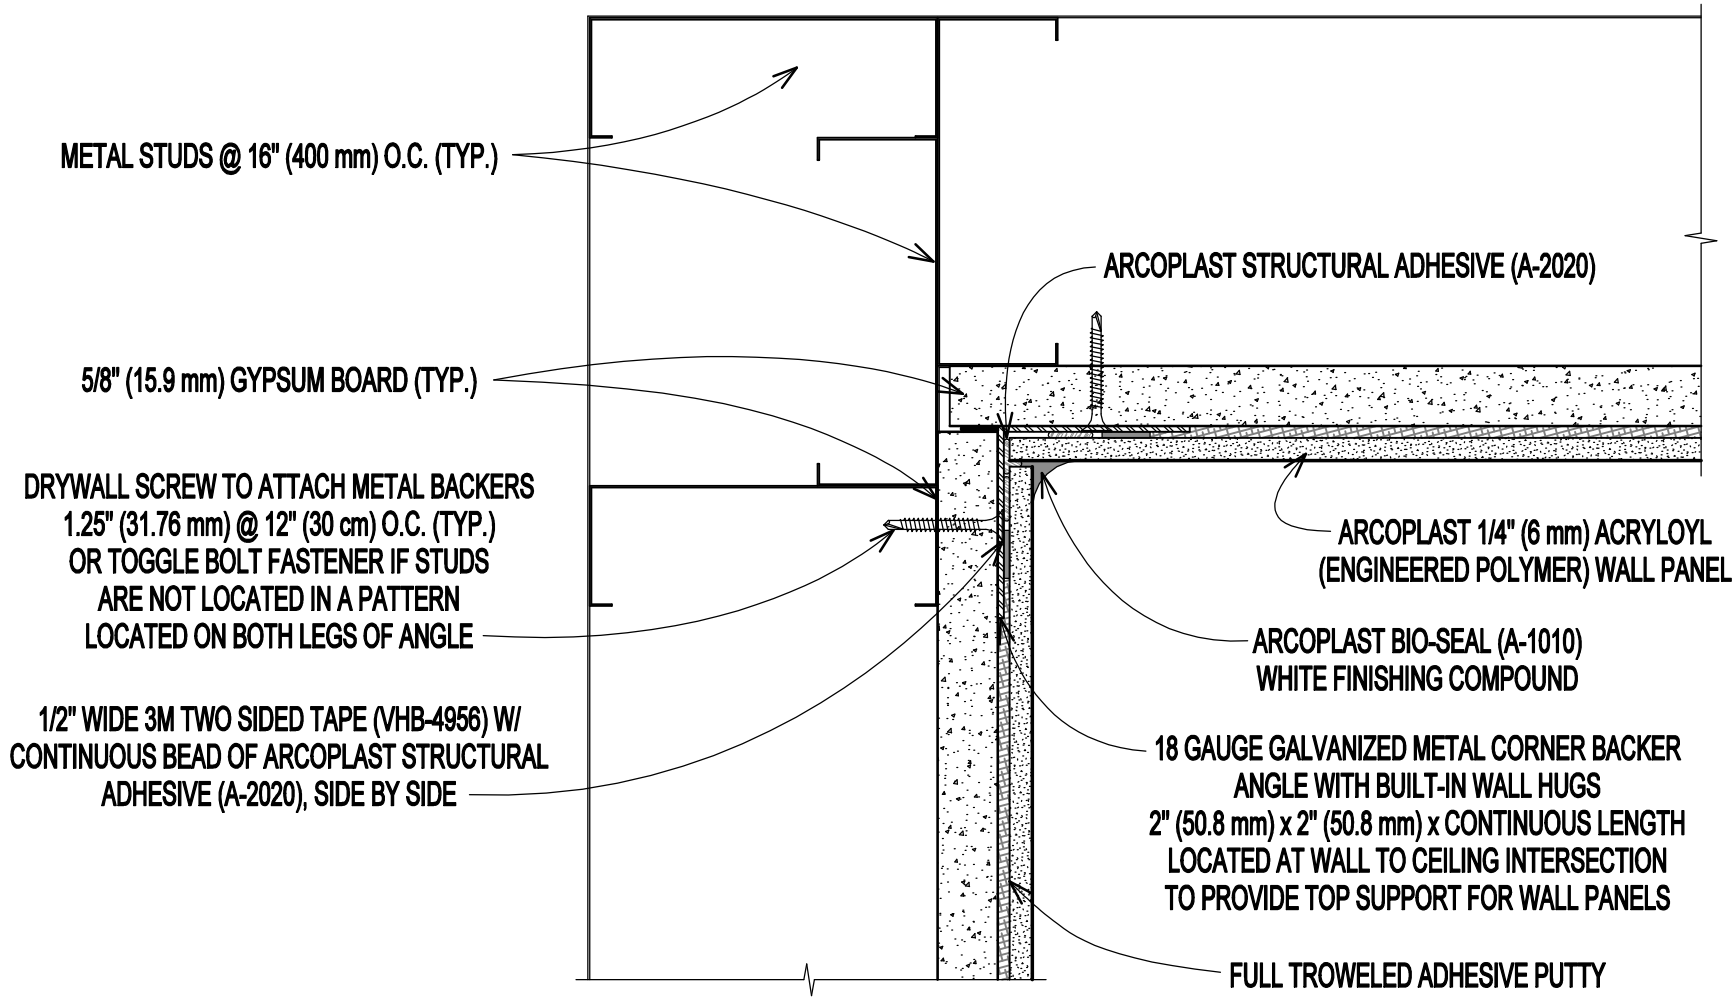 METAL STUDS @ 16" (400 mm) O.C. (TYP.)
ARCOPLAST STRUCTURAL ADHESIVE (A-2020)
5/8" (15.9 mm) GYPSUM BOARD (TYP.)
DRYWALL SCREW TO ATTACH METAL BACKERS
1.25" (31.76 mm) @ 12" (30 cm) O.C. (TYP.)
OR TOGGLE BOLT FASTENER IF STUDS
ARE NOT LOCATED IN A PATTERN
LOCATED ON BOTH LEGS OF ANGLE
ARCOPLAST 1/4" (6 mm) ACRYLOYL
(ENGINEERED POLYMER) WALL PANEL
ARCOPLAST BIO-SEAL (A-1010)
WHITE FINISHING COMPOUND
1/2" WIDE 3M TWO SIDED TAPE (VHB-4956) W/
CONTINUOUS BEAD OF ARCOPLAST STRUCTURAL
ADHESIVE (A-2020), SIDE BY SIDE
18 GAUGE GALVANIZED METAL CORNER BACKER
ANGLE WITH BUILT-IN WALL HUGS
2" (50.8 mm) x 2" (50.8 mm) x CONTINUOUS LENGTH
LOCATED AT WALL TO CEILING INTERSECTION
TO PROVIDE TOP SUPPORT FOR WALL PANELS
FULL TROWELED ADHESIVE PUTTY